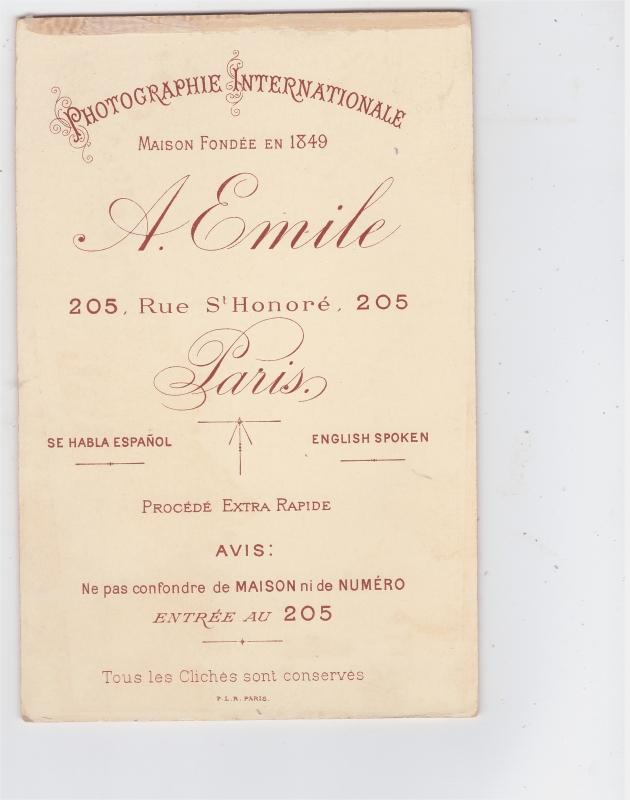 PHOTOGRAPHIE INTERNATIONALE
MAISON FONDÉE EN 1849
A. Emile
205, Rue St Honoré, 205
Paris.
SE HABLA ESPAÑOL
ENGLISH SPOKEN
PROCÉDÉ EXTRA RAPIDE
AVIS:
Ne pas confondre de MAISON ni de NUMÉRO
ENTRÉE AU 205
Tous les Clichés sont conservés
P.L.R. PARIS.